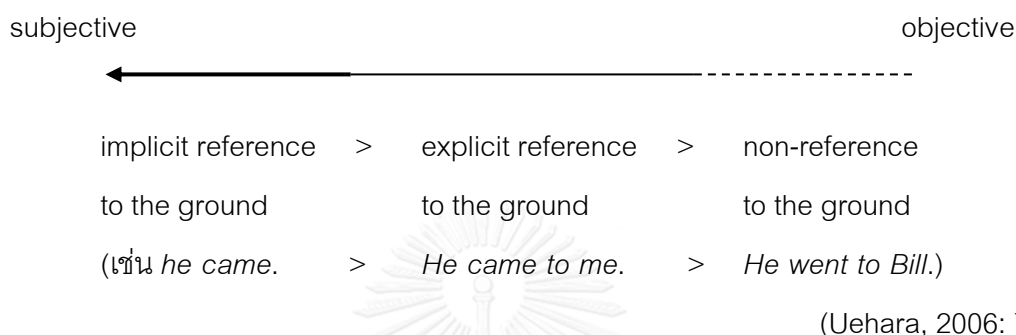 subjective objective
implicit reference > explicit reference > non-reference
to the ground to the ground to the ground
(เช่น he came. > He came to me. > He went to Bill.)
(Uehara, 2006: